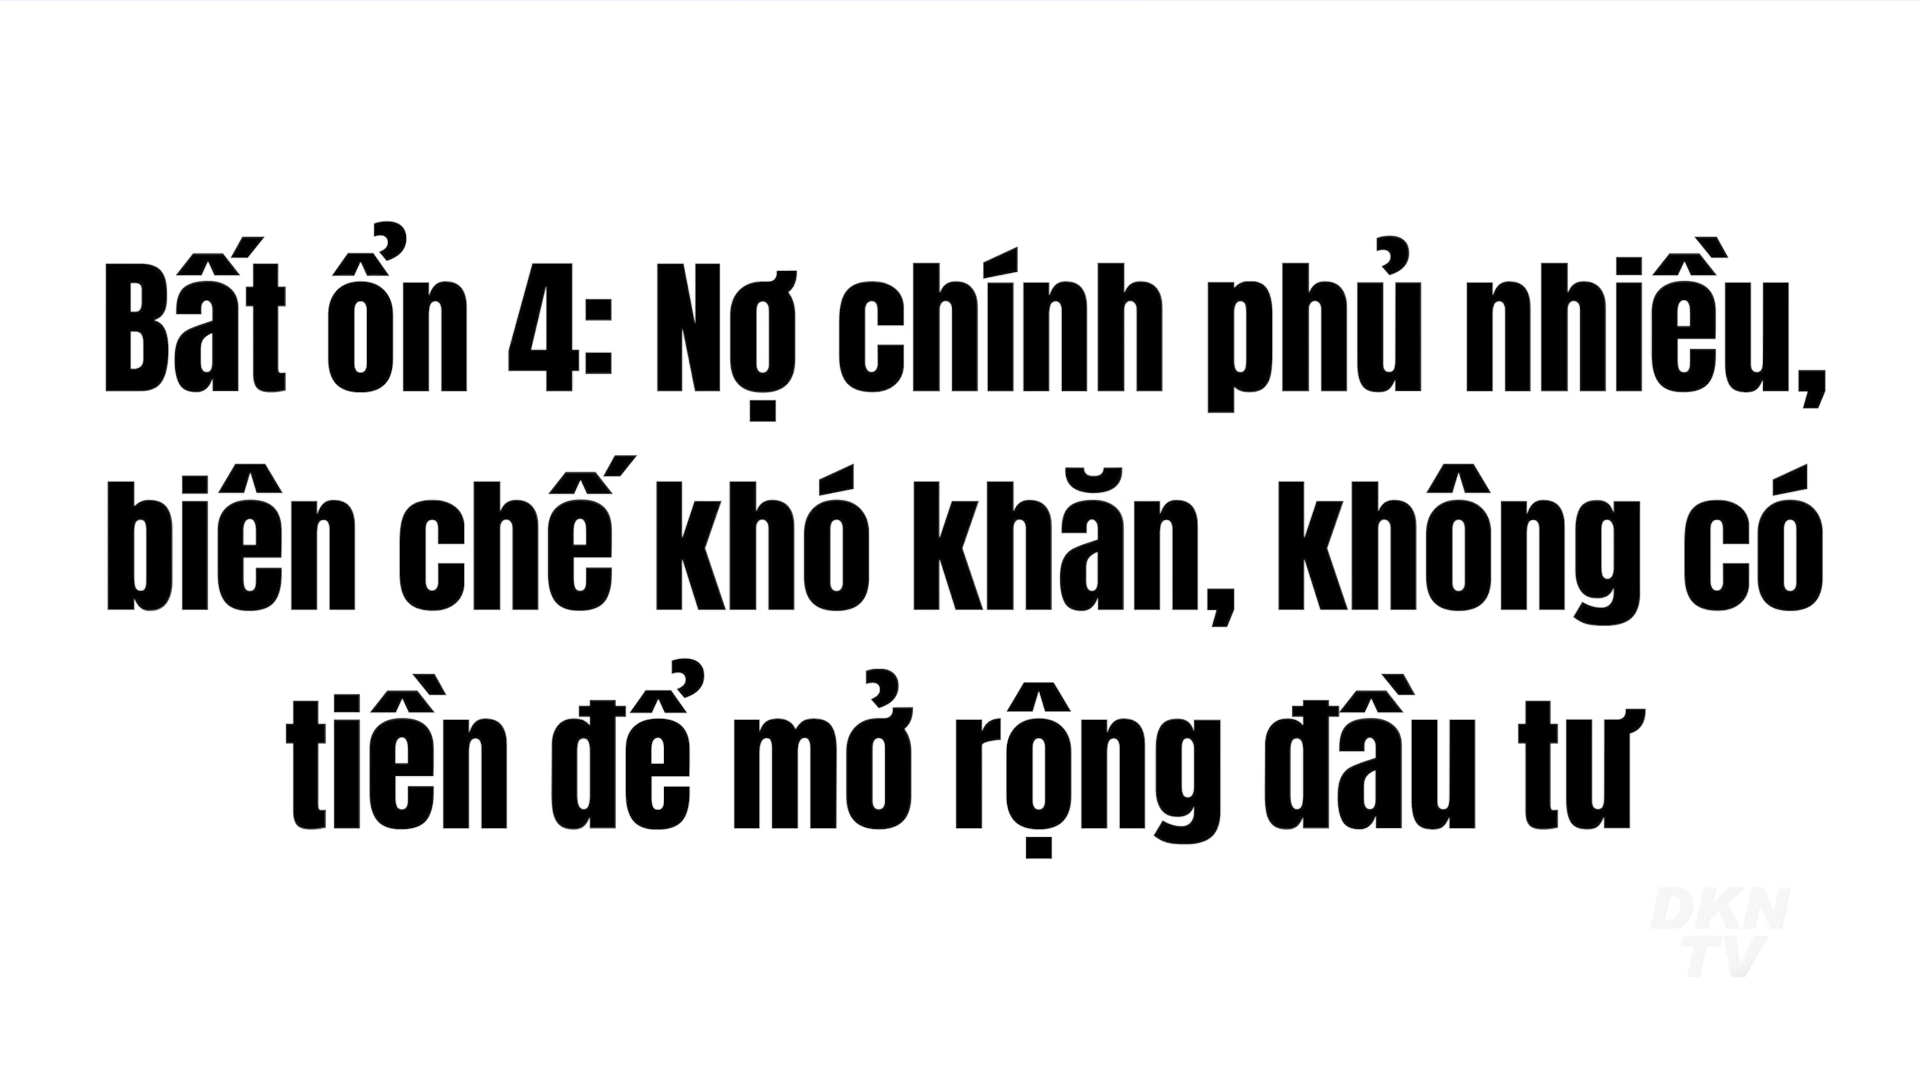 Bất ổn 4: Nợ chính phủ nhiều,
biên chế khó khăn, không có
tiền để mở rộng đầu tư
DKN
TV